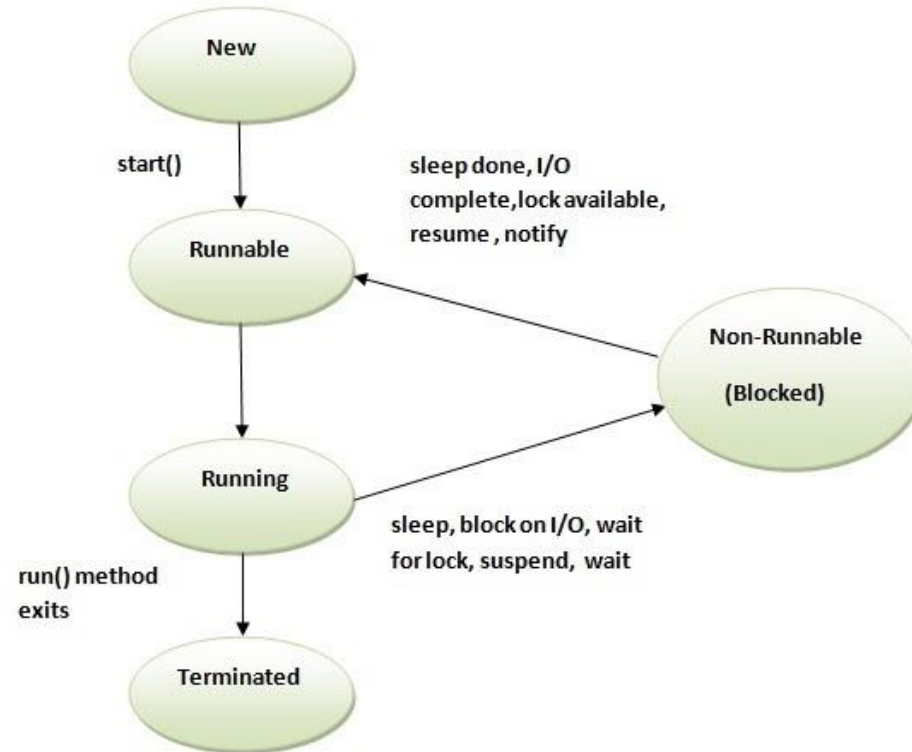 New
start()
sleep done, I/O
complete,lock available,
resume , notify
Runnable
Non-Runnable
(Blocked)
Running
sleep, block on I/O, wait
for lock, suspend, wait
run() method
exits
Terminated